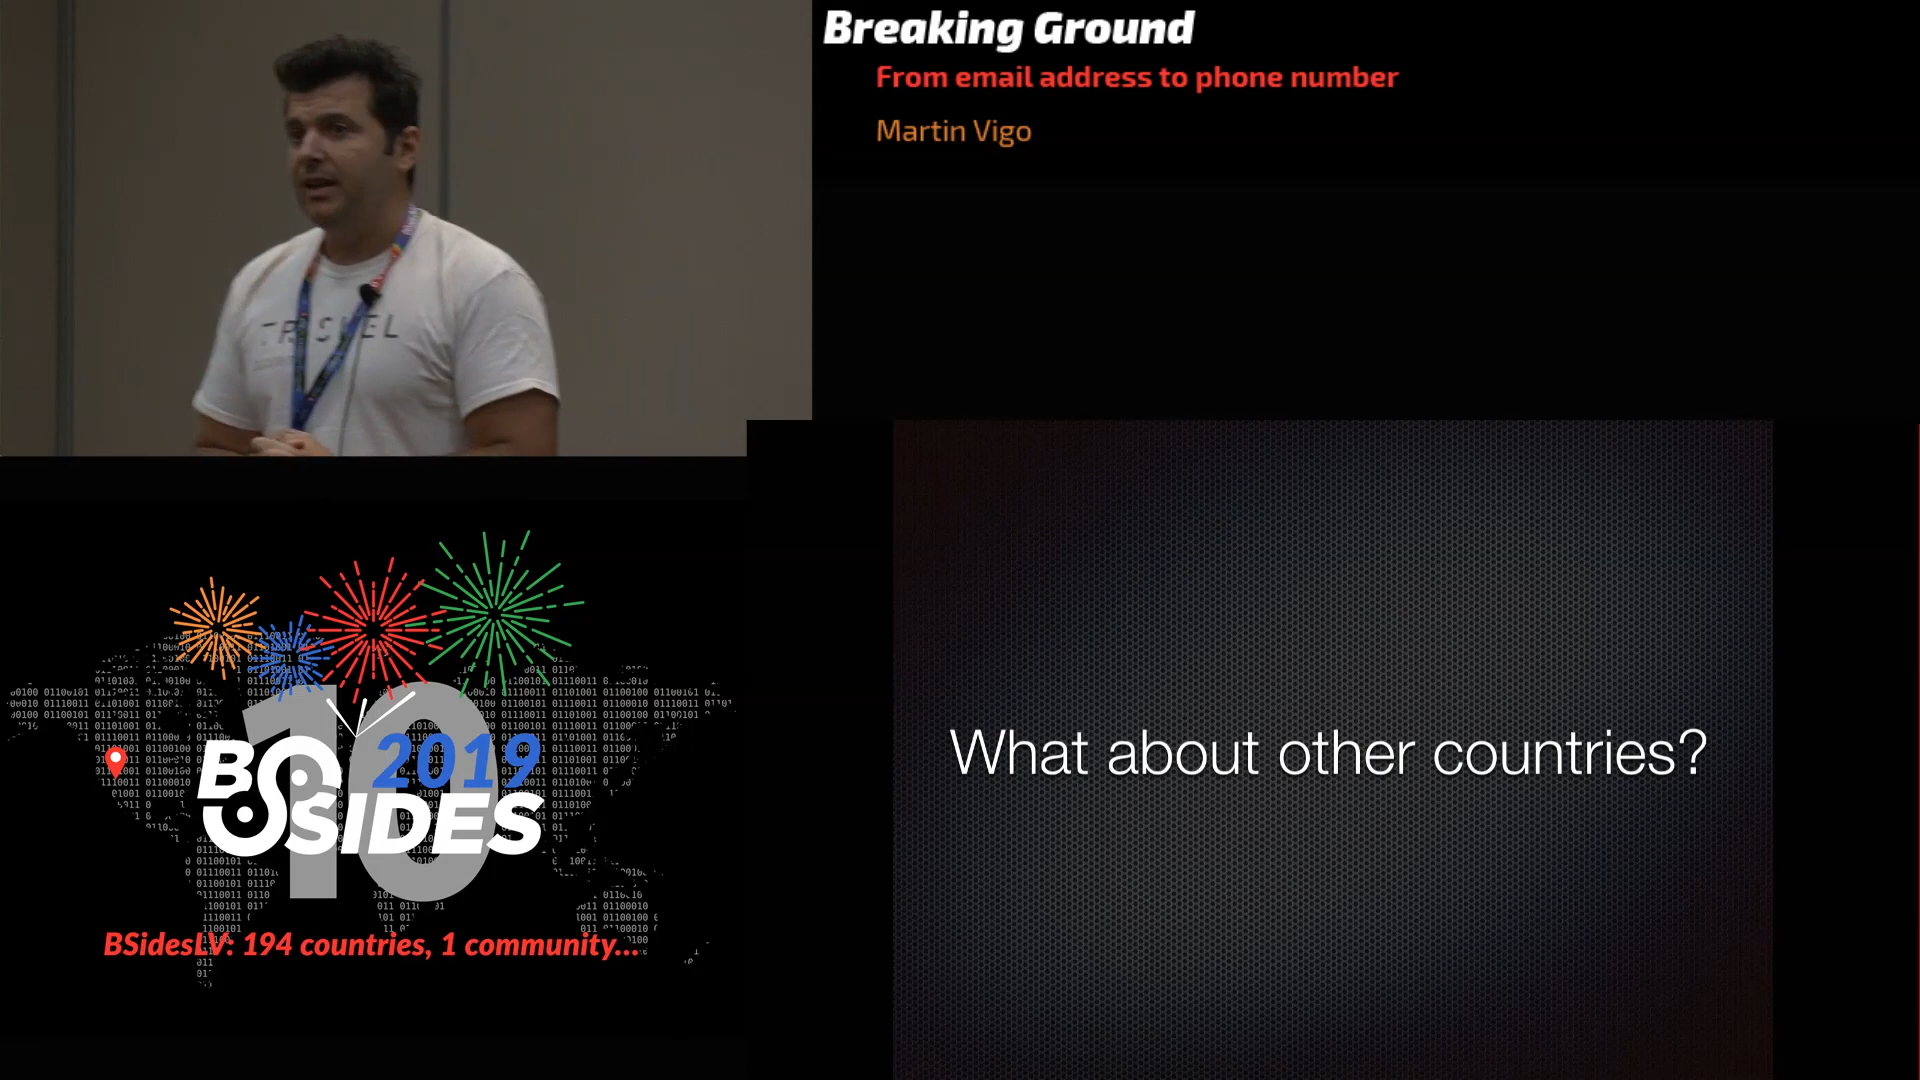 Breaking Ground
From email address to phone number
Martin Vigo
What about other countries?
10
2019
BSIDES
BSidesLV: 194 countries, 1 community...